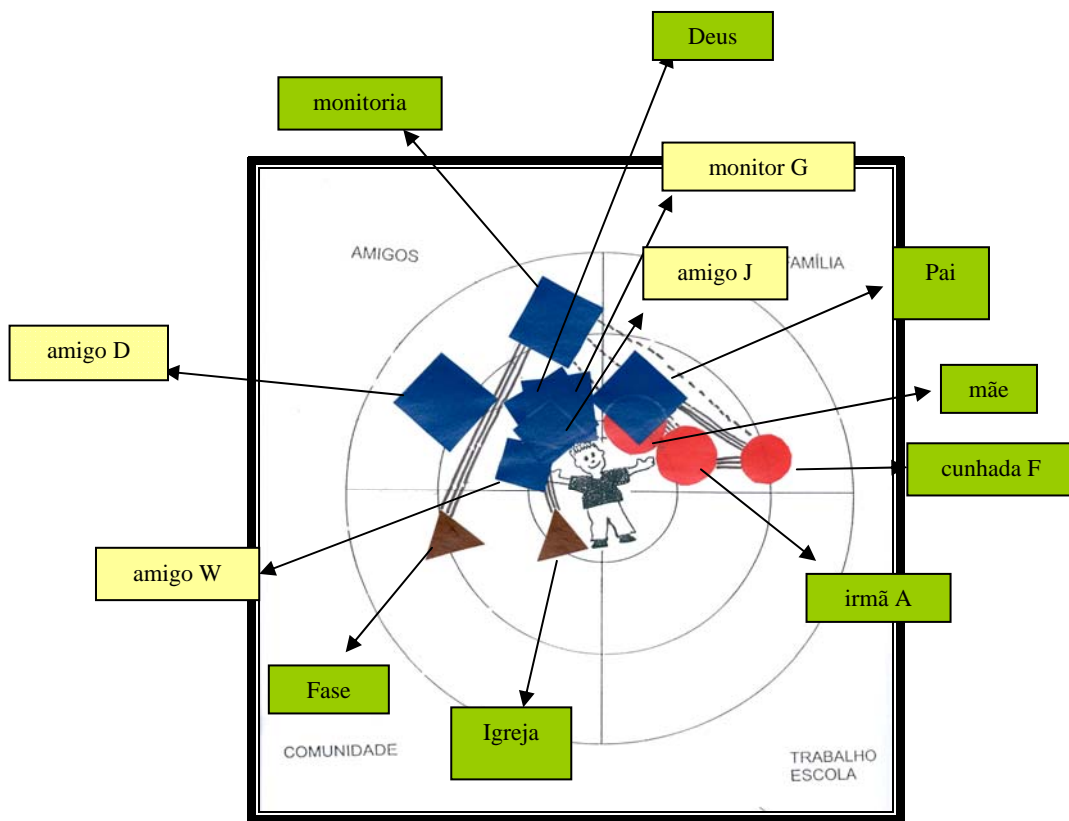 Deus
monitoria
monitor G
AMIGOS
amigo J
FAMÍLIA
Pai
amigo D
mãe
cunhada F
amigo W
irmã A
Fase
Igreja
COMUNIDADE
TRABALHO
ESCOLA